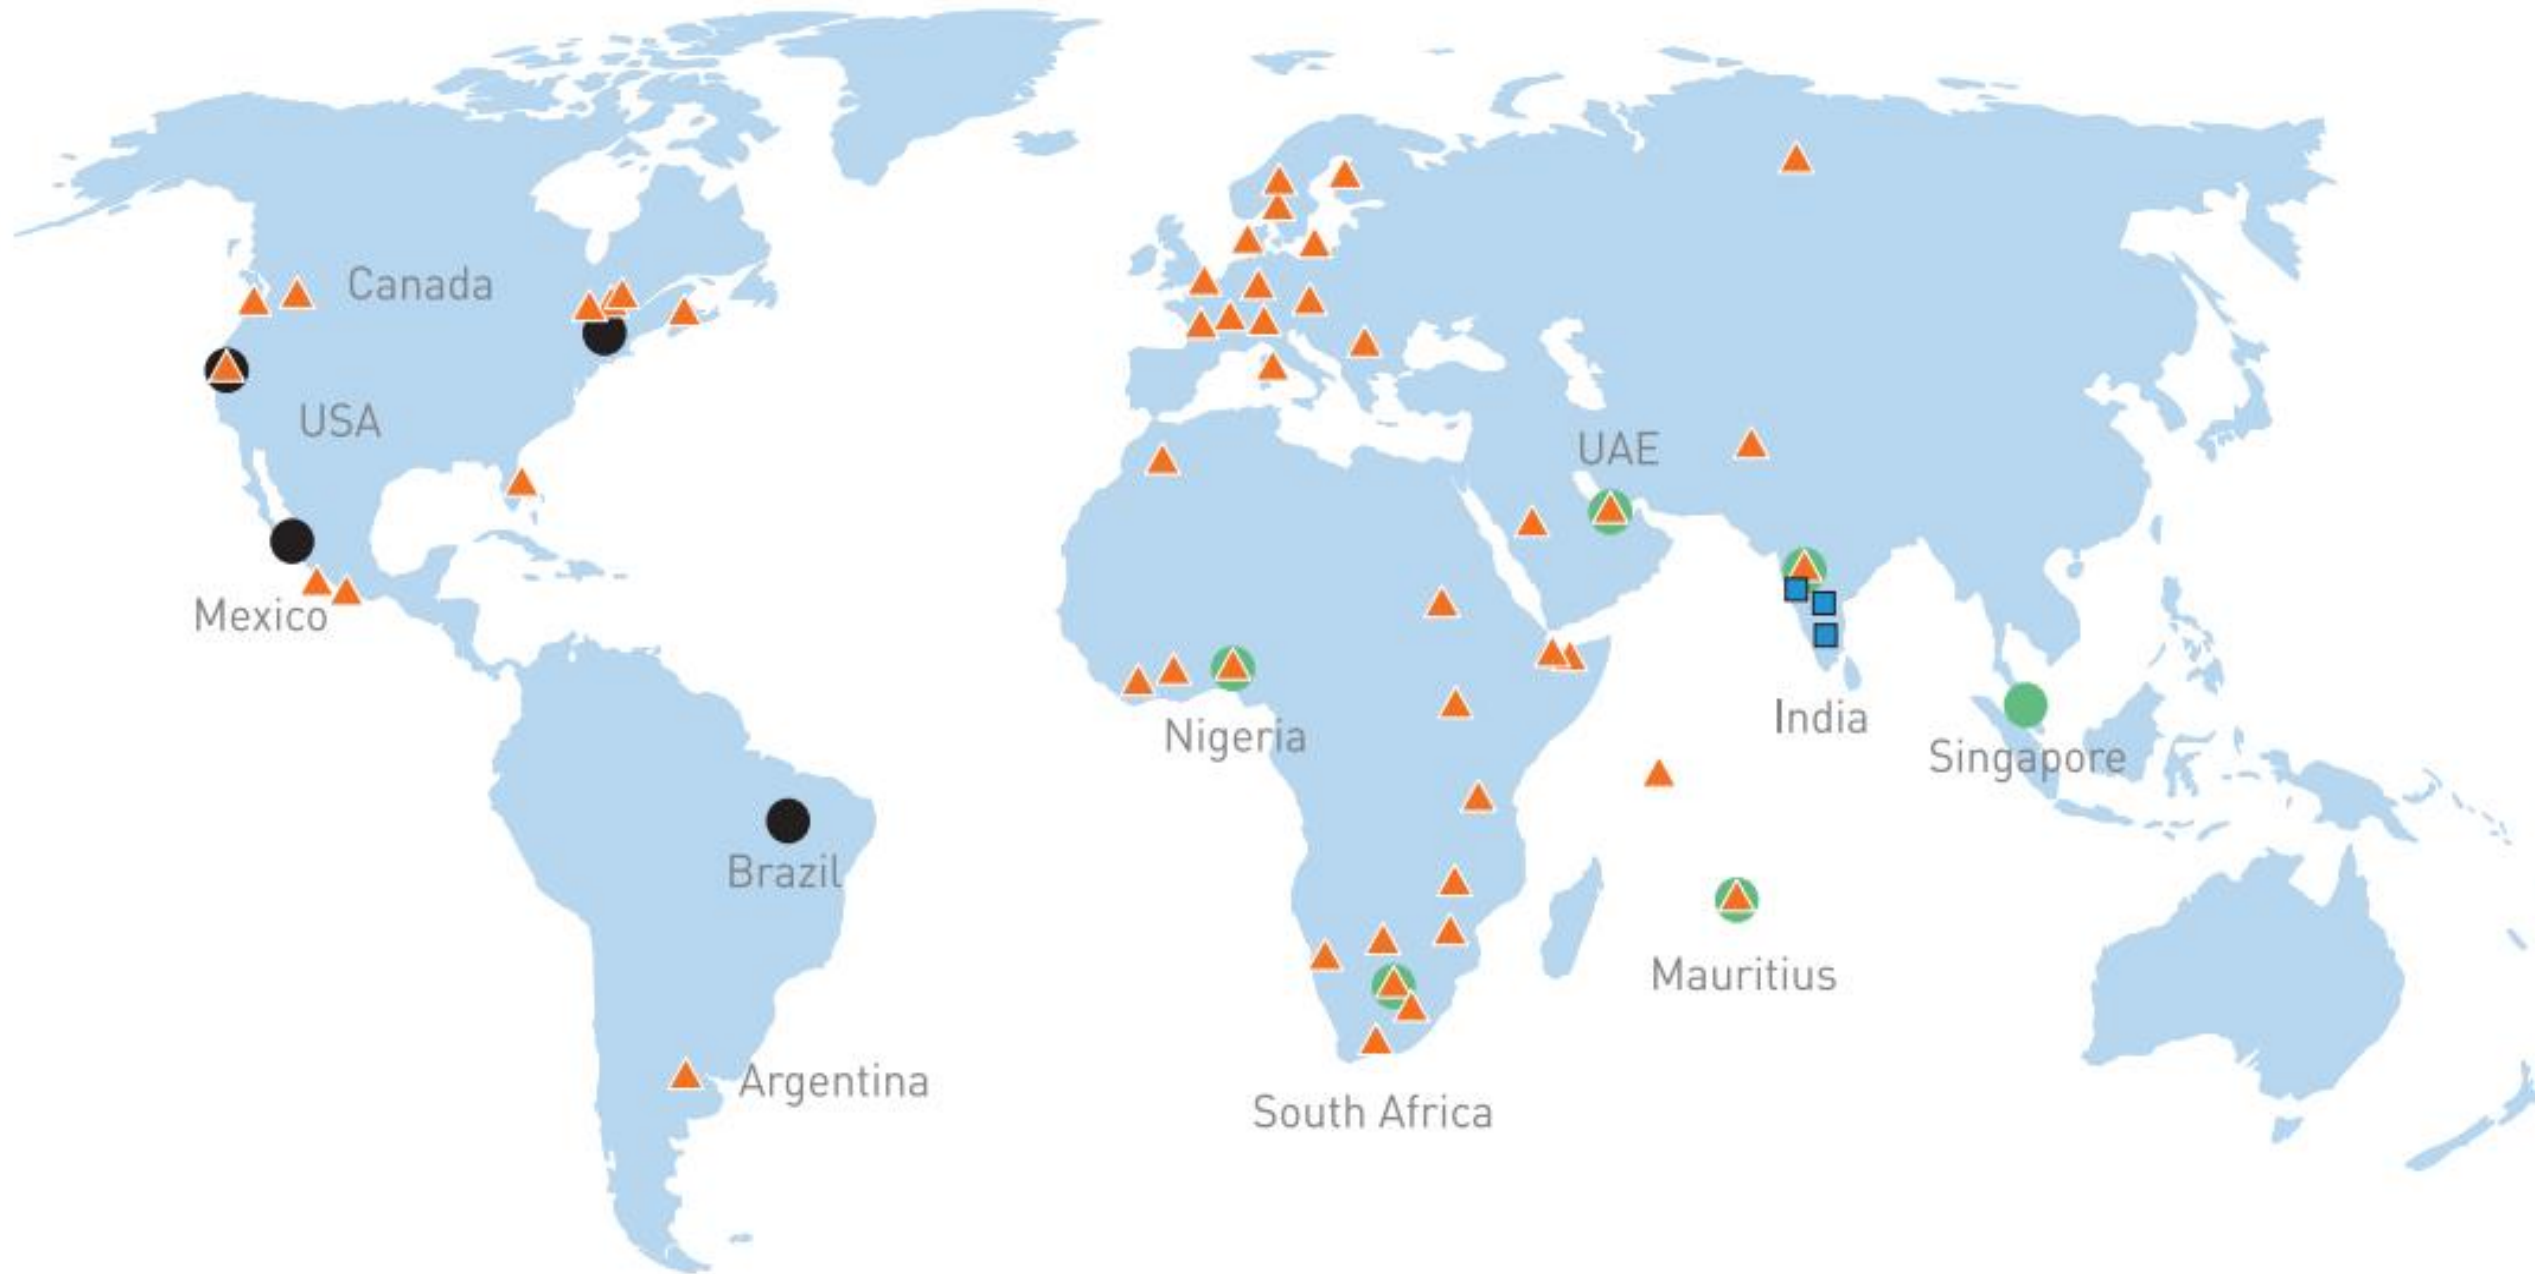 Canada
USA
UAE
Mexico
Nigeria
India
Singapore
Brazil
Mauritius
Argentina
South Africa